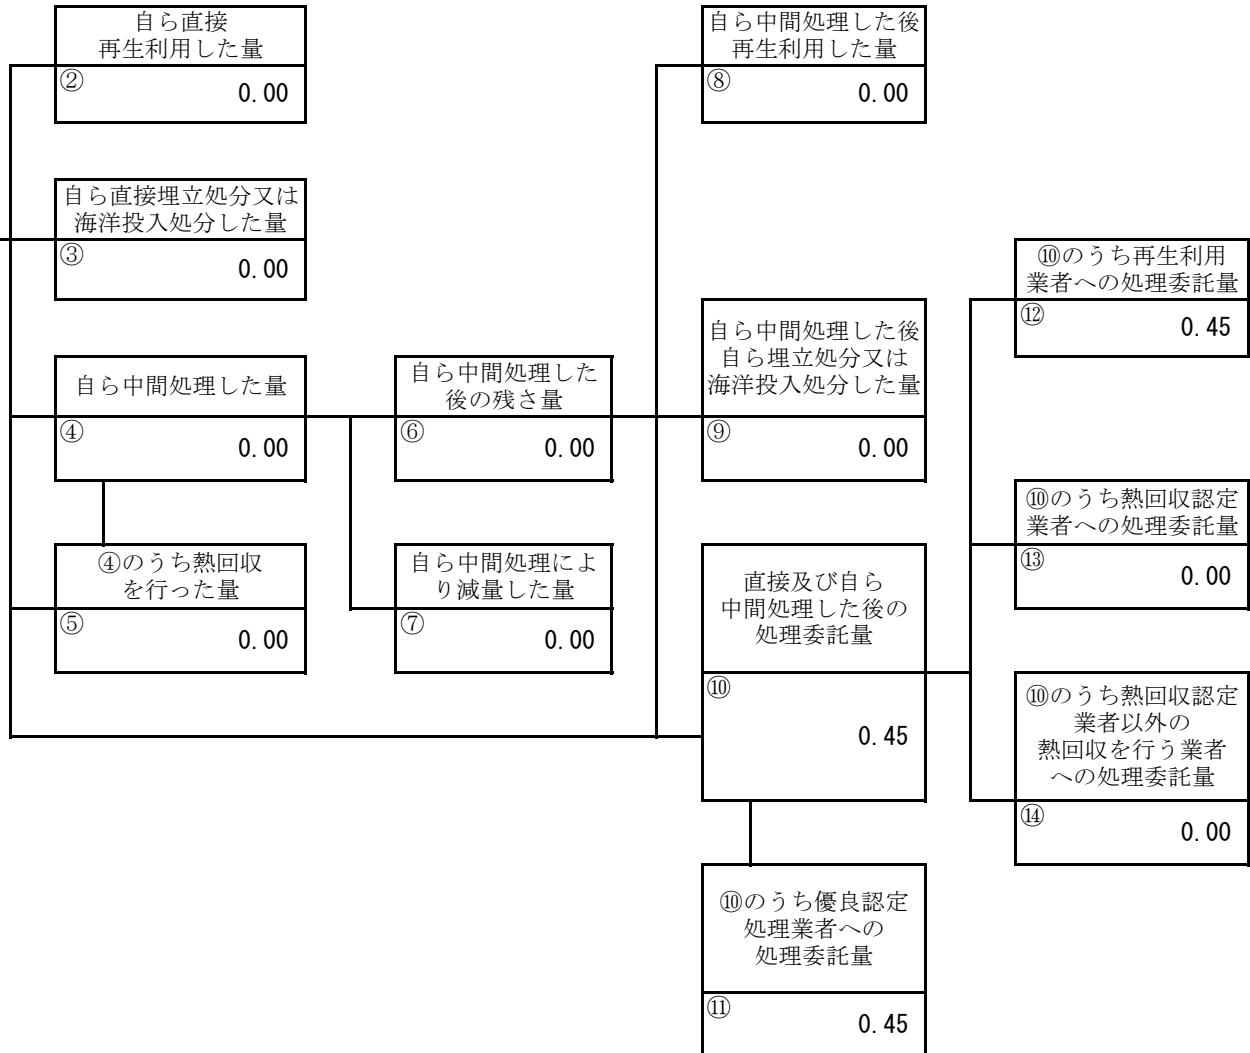 自ら直接
再生利用した量
②
0.00
自ら中間処理した後
再生利用した量
⑧
0.00
自ら直接埋立処分又は
海洋投入処分した量
③
0.00
⑩のうち再生利用
業者への処理委託量
⑫
0.45
自ら中間処理した量
④
0.00
自ら中間処理した
後の残さ量
⑥
0.00
自ら中間処理した後
自ら埋立処分又は
海洋投入処分した量
⑨
0.00
⑩のうち熱回収認定
業者への処理委託量
⑬
0.00
④のうち熱回収
を行った量
⑤
0.00
自ら中間処理によ
り減量した量
⑦
0.00
直接及び自ら
中間処理した後の
処理委託量
⑩
0.45
⑩のうち熱回収認定
業者以外の
熱回収を行う業者
への処理委託量
⑭
0.00
⑩のうち優良認定
処理業者への
処理委託量
⑪
0.45